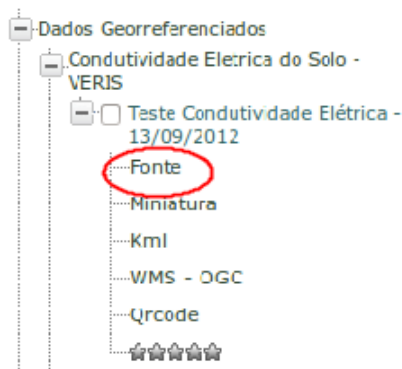 Dados Georreferenciados
Condutividade Eletrica do Solo -
VERIS
Teste Condutividade Elétrica -
13/09/2012
Fonte
Miniatura
Kml
WMS - OGC
Qrcode